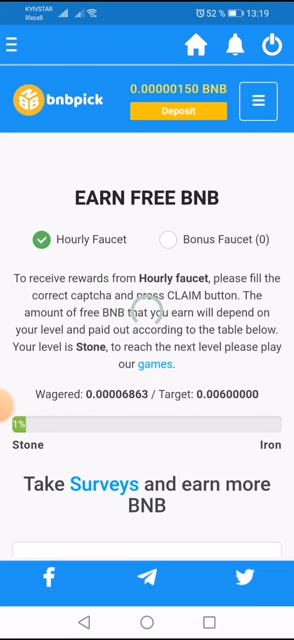 KYIVSTAR
lifecell
52 %
13:19
bnbpick
0.00000150 BNB
Deposit
EARN FREE BNB
Hourly Faucet
Bonus Faucet (0)
To receive rewards from Hourly faucet, please fill the
correct captcha and press CLAIM button. The
amount of free BNB that you earn will depend on
your level and paid out according to the table below.
Your level is Stone, to reach the next level please play
our games.
Wagered: 0.00006863 / Target: 0.00600000
1%
Stone
Iron
Take Surveys and earn more
BNB